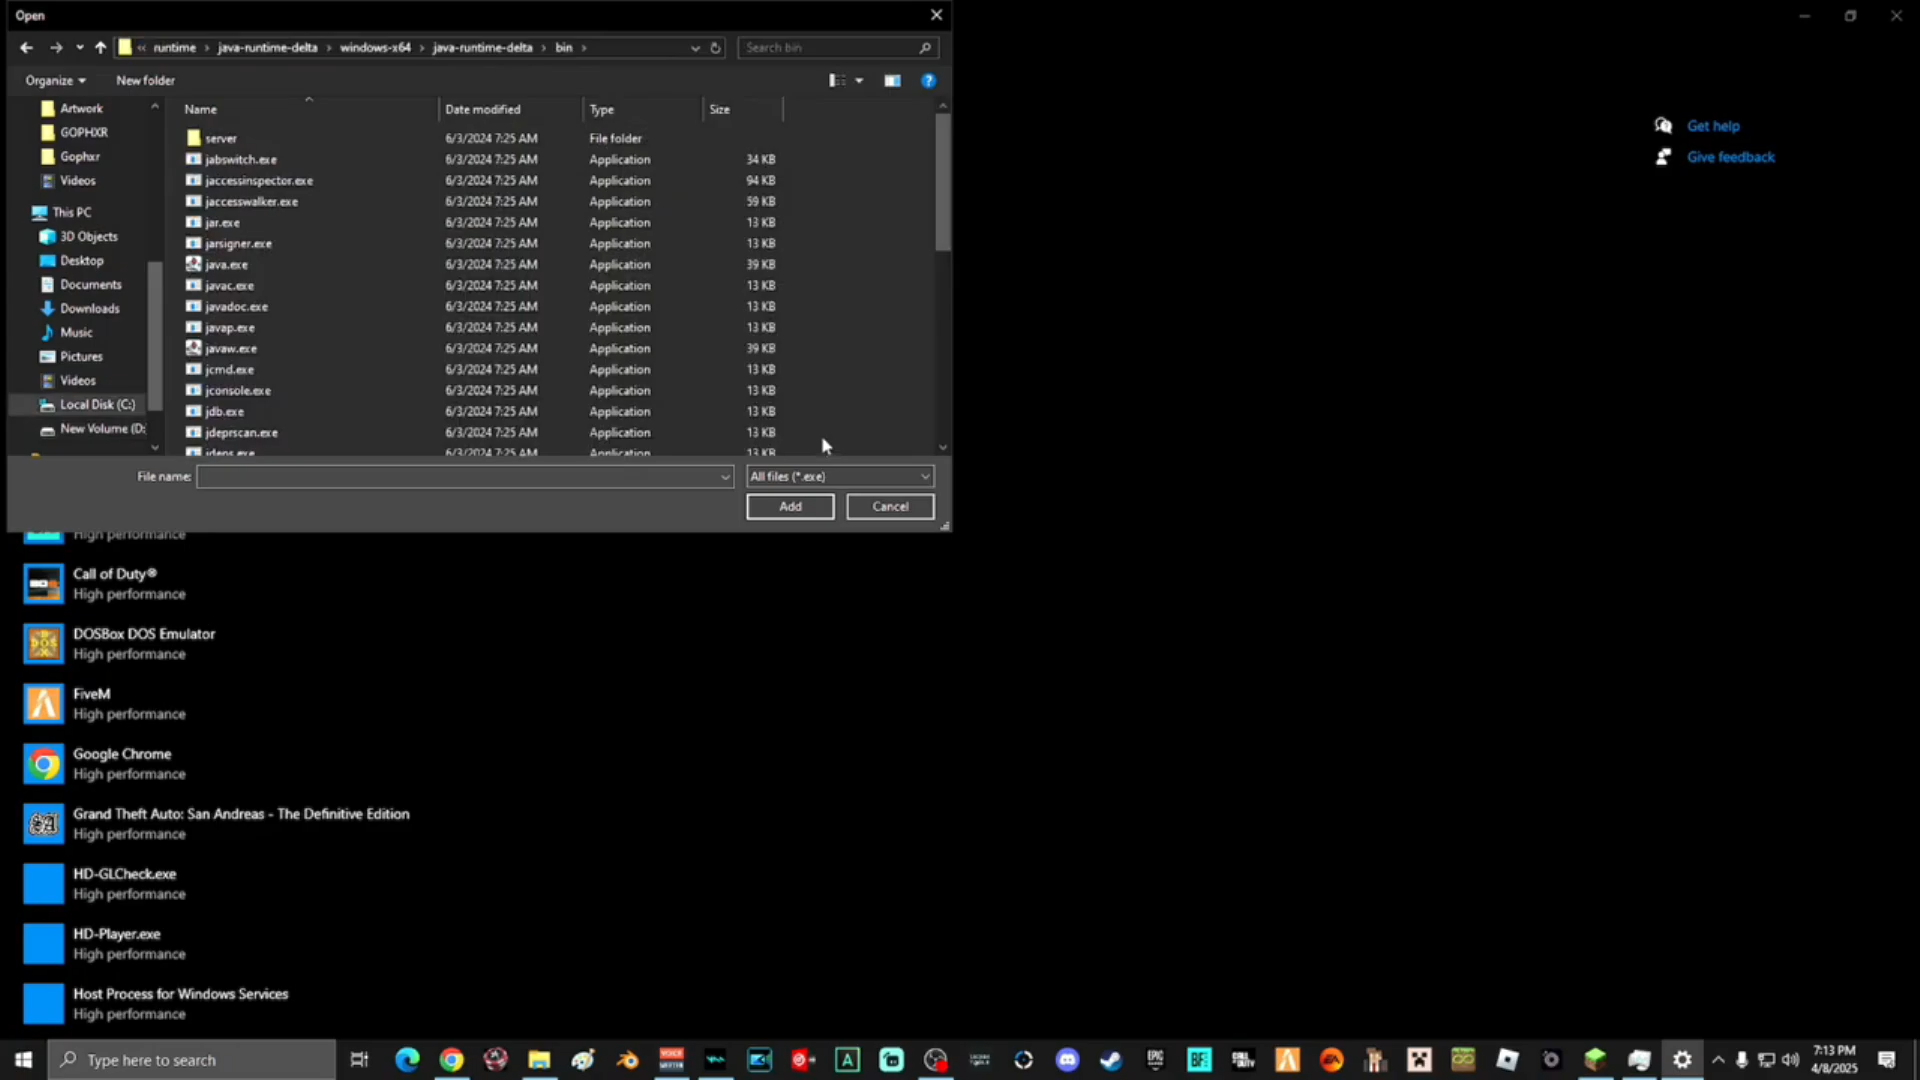 Open
« runtime › java-runtime-delta › windows-x64 › java-runtime-delta › bin ›
Search bin
Organize
New folder
Artwork
GOPHXR
Gophxr
Videos
This PC
3D Objects
Desktop
Documents
Downloads
Music
Pictures
Videos
Local Disk (C:)
New Volume (D:
Name Date modified Type Size
server 6/3/2024 7:25 AM File folder
jabswitch.exe 6/3/2024 7:25 AM Application 34 KB
jaccessinspector.exe 6/3/2024 7:25 AM Application 94 KB
jaccesswalker.exe 6/3/2024 7:25 AM Application 59 KB
jar.exe 6/3/2024 7:25 AM Application 13 KB
jarsigner.exe 6/3/2024 7:25 AM Application 13 KB
java.exe 6/3/2024 7:25 AM Application 39 KB
javac.exe 6/3/2024 7:25 AM Application 13 KB
javadoc.exe 6/3/2024 7:25 AM Application 13 KB
javap.exe 6/3/2024 7:25 AM Application 13 KB
javaw.exe 6/3/2024 7:25 AM Application 39 KB
jcmd.exe 6/3/2024 7:25 AM Application 13 KB
jconsole.exe 6/3/2024 7:25 AM Application 13 KB
jdb.exe 6/3/2024 7:25 AM Application 13 KB
jdeprscan.exe 6/3/2024 7:25 AM Application 13 KB
jdeps.exe 6/3/2024 7:25 AM Application 13 KB
File name:
All files (*.exe)
Add
Cancel
Get help
Give feedback
High performance
Call of Duty®
High performance
DOSBox DOS Emulator
High performance
FiveM
High performance
Google Chrome
High performance
Grand Theft Auto: San Andreas - The Definitive Edition
High performance
HD-GLCheck.exe
High performance
HD-Player.exe
High performance
Host Process for Windows Services
High performance
Type here to search
7:13 PM
4/8/2025